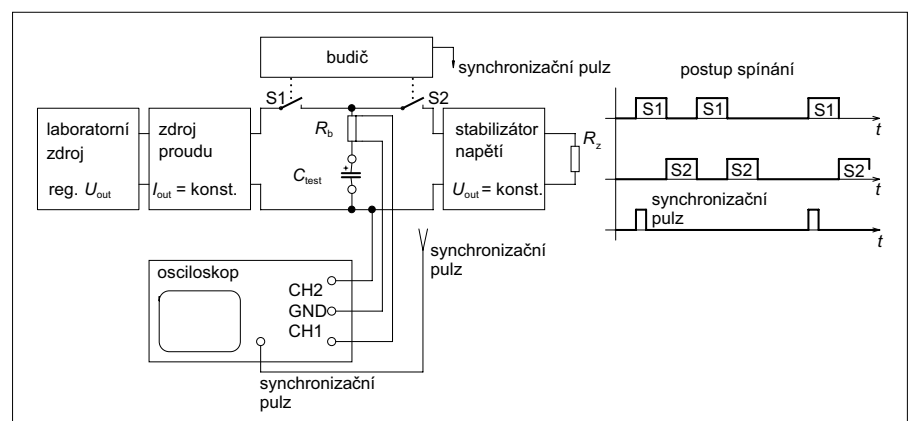 budič
synchronizační pulz
postup spínání
S1
S2
S1
S1
S1
t
laboratorní
zdroj
reg. Uout
zdroj
proudu
Iout = konst.
Rb
Ctest
+
stabilizátor
napětí
Uout = konst.
Rz
S2
S2
S2
t
synchronizační
pulz
t
synchronizační
pulz
osciloskop
CH2
GND
CH1
synchronizační
pulz